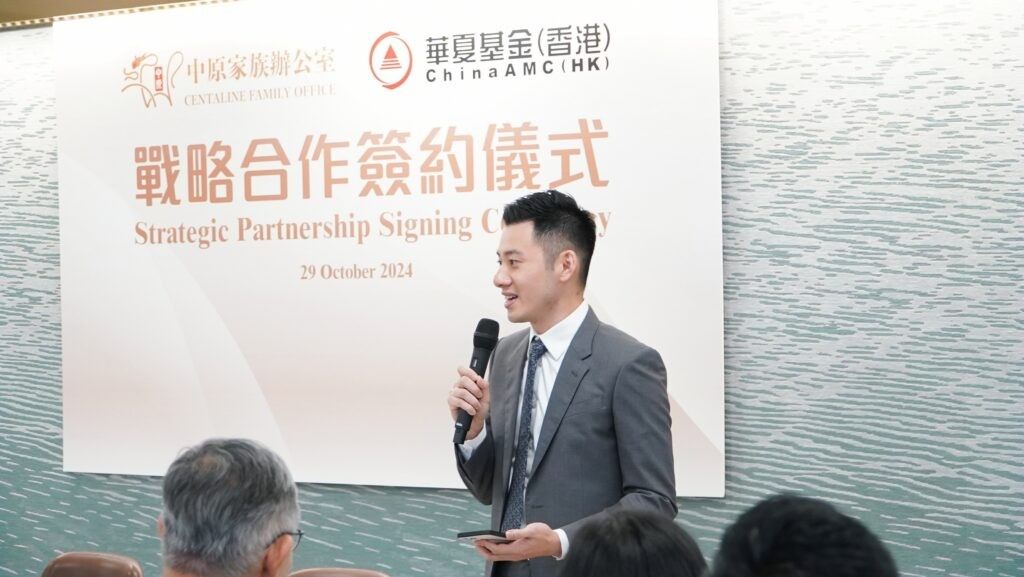 中原家族辦公室
CENTALINE FAMILY OFFICE
華夏基金(香港)
ChinaAMC(HK)
戰略合作簽約儀式
Strategic Partnership Signing
29 October 2024